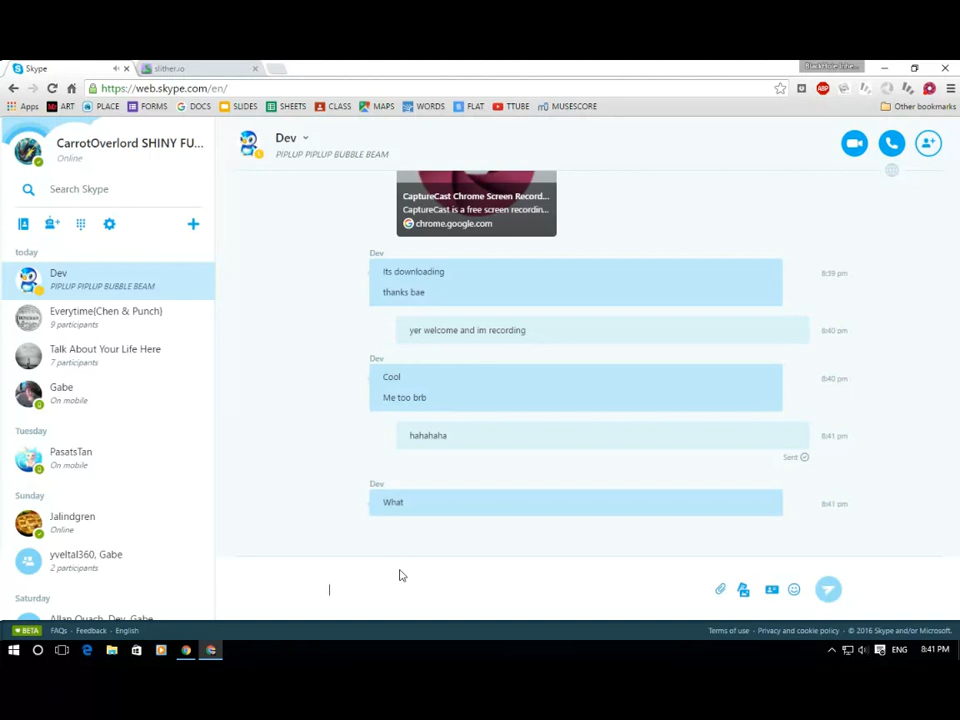 Skype
slither.io
https://web.skype.com/en/
Apps
ART
PLACE
FORMS
DOCS
SLIDES
SHEETS
CLASS
MAPS
WORDS
FLAT
TTUBE
MUSESCORE
Other bookmarks
CarrotOverlord SHINY FU...
Online
Search Skype
today
Dev
PIPLUP PIPLUP BUBBLE BEAM
Everytime(Chen & Punch)
9 participants
Talk About Your Life Here
7 participants
Gabe
On mobile
Tuesday
PasatsTan
On mobile
Sunday
Jalindgren
Online
yveltal360, Gabe
2 participants
Saturday
Allan Quach, Dev, Gabe
Dev
PIPLUP PIPLUP BUBBLE BEAM
CaptureCast Chrome Screen Record...
CaptureCast is a free screen recordin...
chrome.google.com
Dev
Its downloading
8:39 pm
thanks bae
yer welcome and im recording
8:40 pm
Dev
Cool
8:40 pm
Me too brb
hahahaha
8:41 pm
Sent
Dev
What
8:41 pm
BETA
FAQs
Feedback
English
Terms of use
Privacy and cookie policy
© 2016 Skype and/or Microsoft.
ENG
8:41 PM